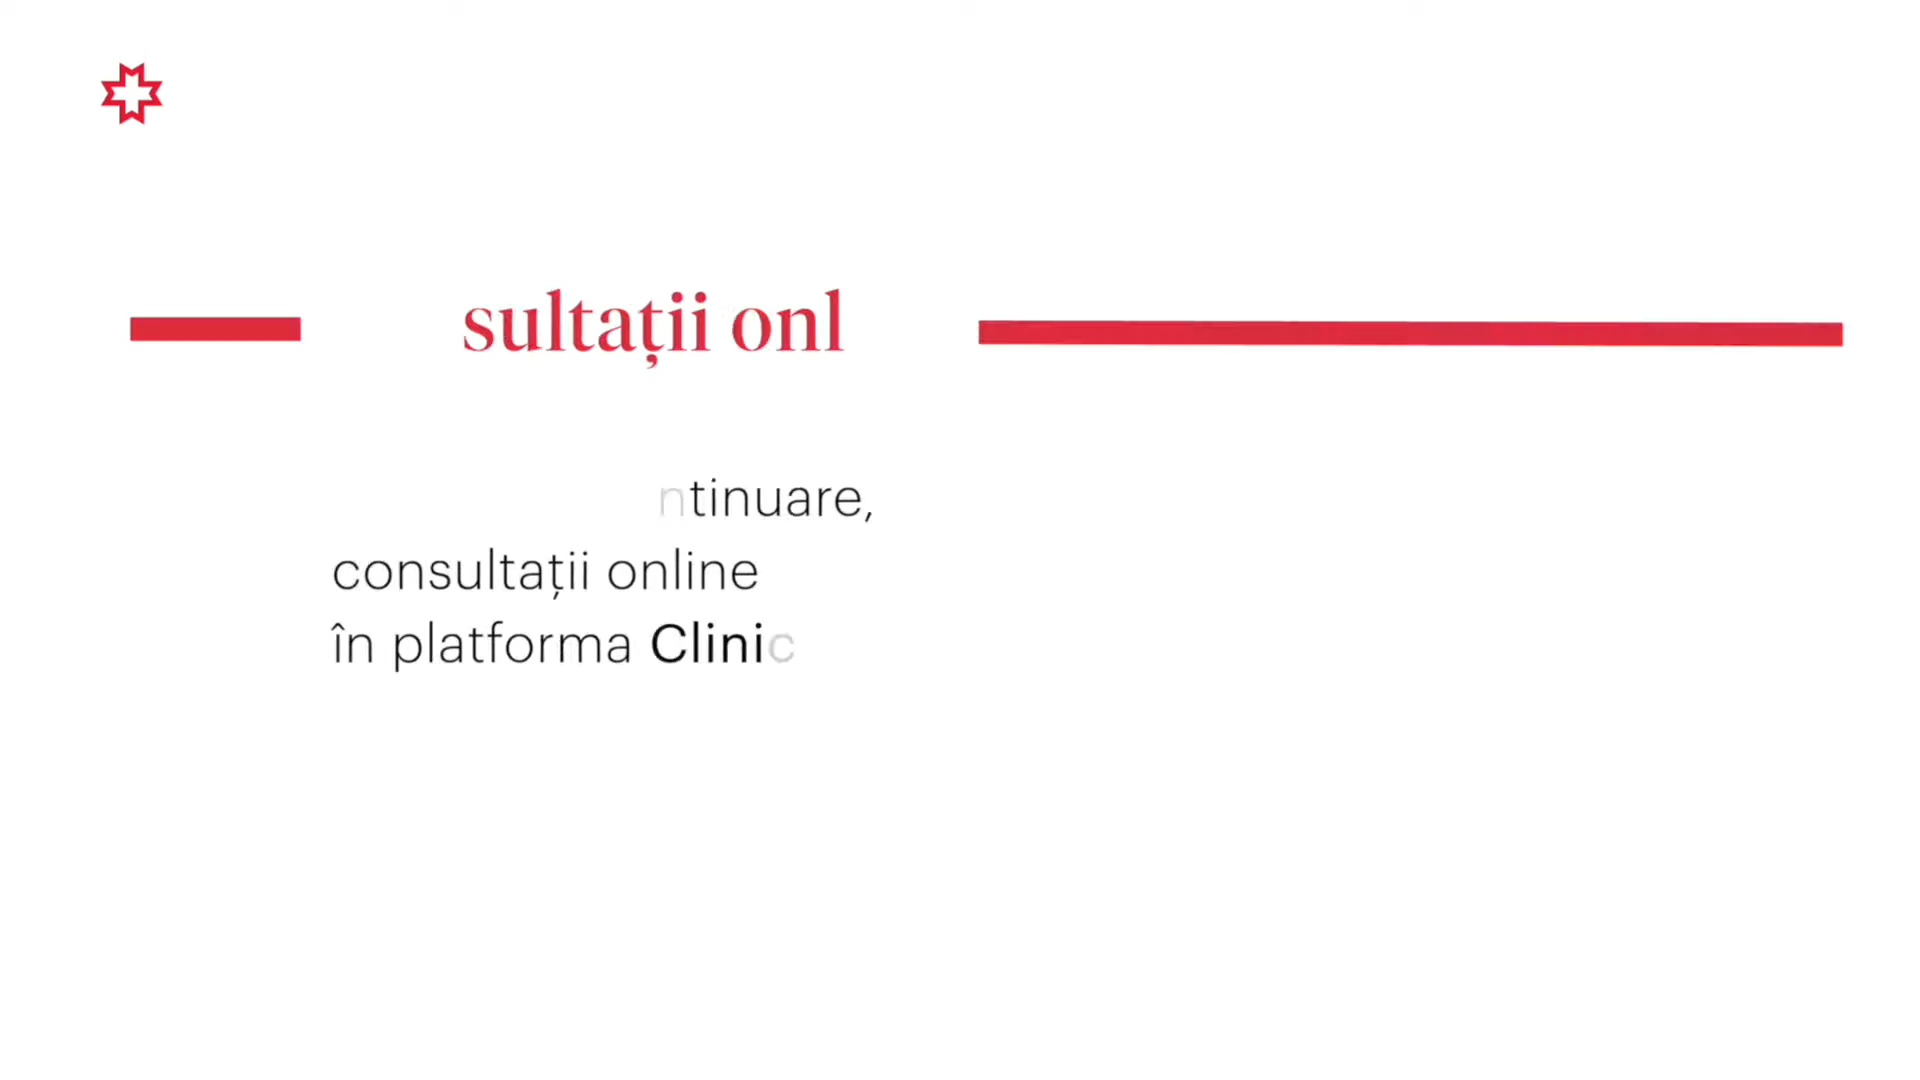 sultații onl
ntinuare,
consultații online
în platforma Clinic